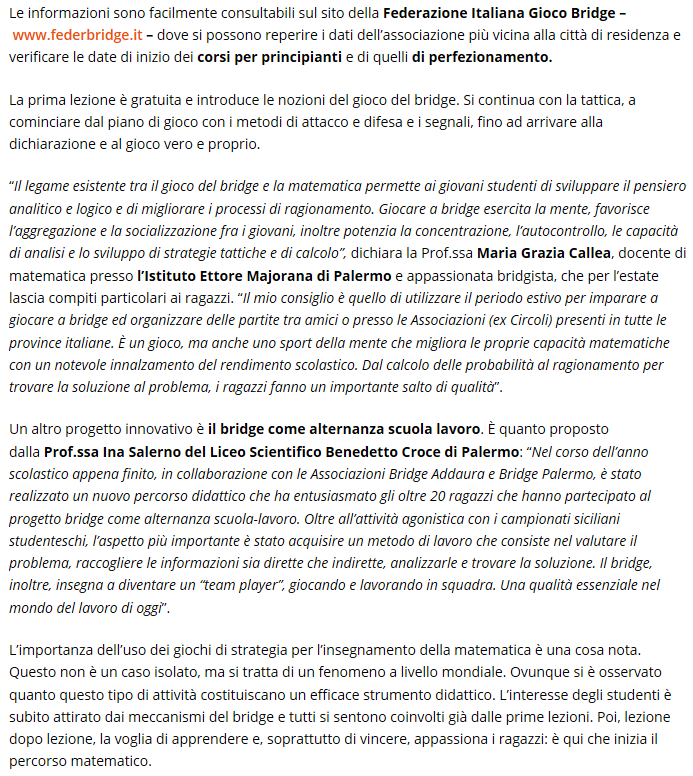 Le informazioni sono facilmente consultabili sul sito della Federazione Italiana Gioco Bridge –
www.federbridge.it – dove si possono reperire i dati dell’associazione più vicina alla città di residenza e
verificare le date di inizio dei corsi per principianti e di quelli di perfezionamento.
La prima lezione è gratuita e introduce le nozioni del gioco del bridge. Si continua con la tattica, a
cominciare dal piano di gioco con i metodi di attacco e difesa e i segnali, fino ad arrivare alla
dichiarazione e al gioco vero e proprio.
“Il legame esistente tra il gioco del bridge e la matematica permette ai giovani studenti di sviluppare il pensiero
analitico e logico e di migliorare i processi di ragionamento. Giocare a bridge esercita la mente, favorisce
l’aggregazione e la socializzazione fra i giovani, inoltre potenzia la concentrazione, l’autocontrollo, le capacità
di analisi e lo sviluppo di strategie tattiche e di calcolo”, dichiara la Prof.ssa Maria Grazia Callea, docente di
matematica presso l’Istituto Ettore Majorana di Palermo e appassionata bridgista, che per l’estate
lascia compiti particolari ai ragazzi. “Il mio consiglio è quello di utilizzare il periodo estivo per imparare a
giocare a bridge ed organizzare delle partite tra amici o presso le Associazioni (ex Circoli) presenti in tutte le
province italiane. È un gioco, ma anche uno sport della mente che migliora le proprie capacità matematiche
con un notevole innalzamento del rendimento scolastico. Dal calcolo delle probabilità al ragionamento per
trovare la soluzione al problema, i ragazzi fanno un importante salto di qualità”.
Un altro progetto innovativo è il bridge come alternanza scuola lavoro. È quanto proposto
dalla Prof.ssa Ina Salerno del Liceo Scientifico Benedetto Croce di Palermo: “Nel corso dell’anno
scolastico appena finito, in collaborazione con le Associazioni Bridge Addaura e Bridge Palermo, è stato
realizzato un nuovo percorso didattico che ha entusiasmato gli oltre 20 ragazzi che hanno partecipato al
progetto bridge come alternanza scuola-lavoro. Oltre all’attività agonistica con i campionati siciliani
studenteschi, l’aspetto più importante è stato acquisire un metodo di lavoro che consiste nel valutare il
problema, raccogliere le informazioni sia dirette che indirette, analizzarle e trovare la soluzione. Il bridge,
inoltre, insegna a diventare un “team player”, giocando e lavorando in squadra. Una qualità essenziale nel
mondo del lavoro di oggi”.
L’importanza dell’uso dei giochi di strategia per l’insegnamento della matematica è una cosa nota.
Questo non è un caso isolato, ma si tratta di un fenomeno a livello mondiale. Ovunque si è osservato
quanto questo tipo di attività costituiscano un efficace strumento didattico. L’interesse degli studenti è
subito attirato dai meccanismi del bridge e tutti si sentono coinvolti già dalle prime lezioni. Poi, lezione
dopo lezione, la voglia di apprendere e, soprattutto di vincere, appassiona i ragazzi: è qui che inizia il
percorso matematico.